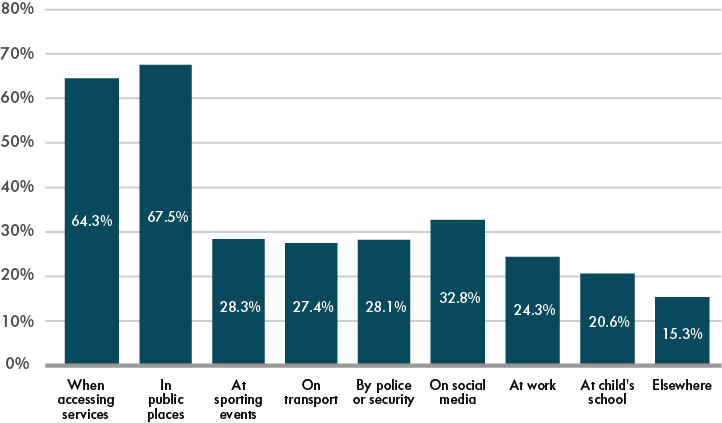 80%
70%
60%
50%
40%
30%
20%
10%
0%
64.3%
67.5%
28.3%
27.4%
28.1%
32.8%
24.3%
20.6%
15.3%
When
accessing
services
In
public
places
At
sporting
events
On
transport
By police
or security
On social
media
At work
At child's
school
Elsewhere